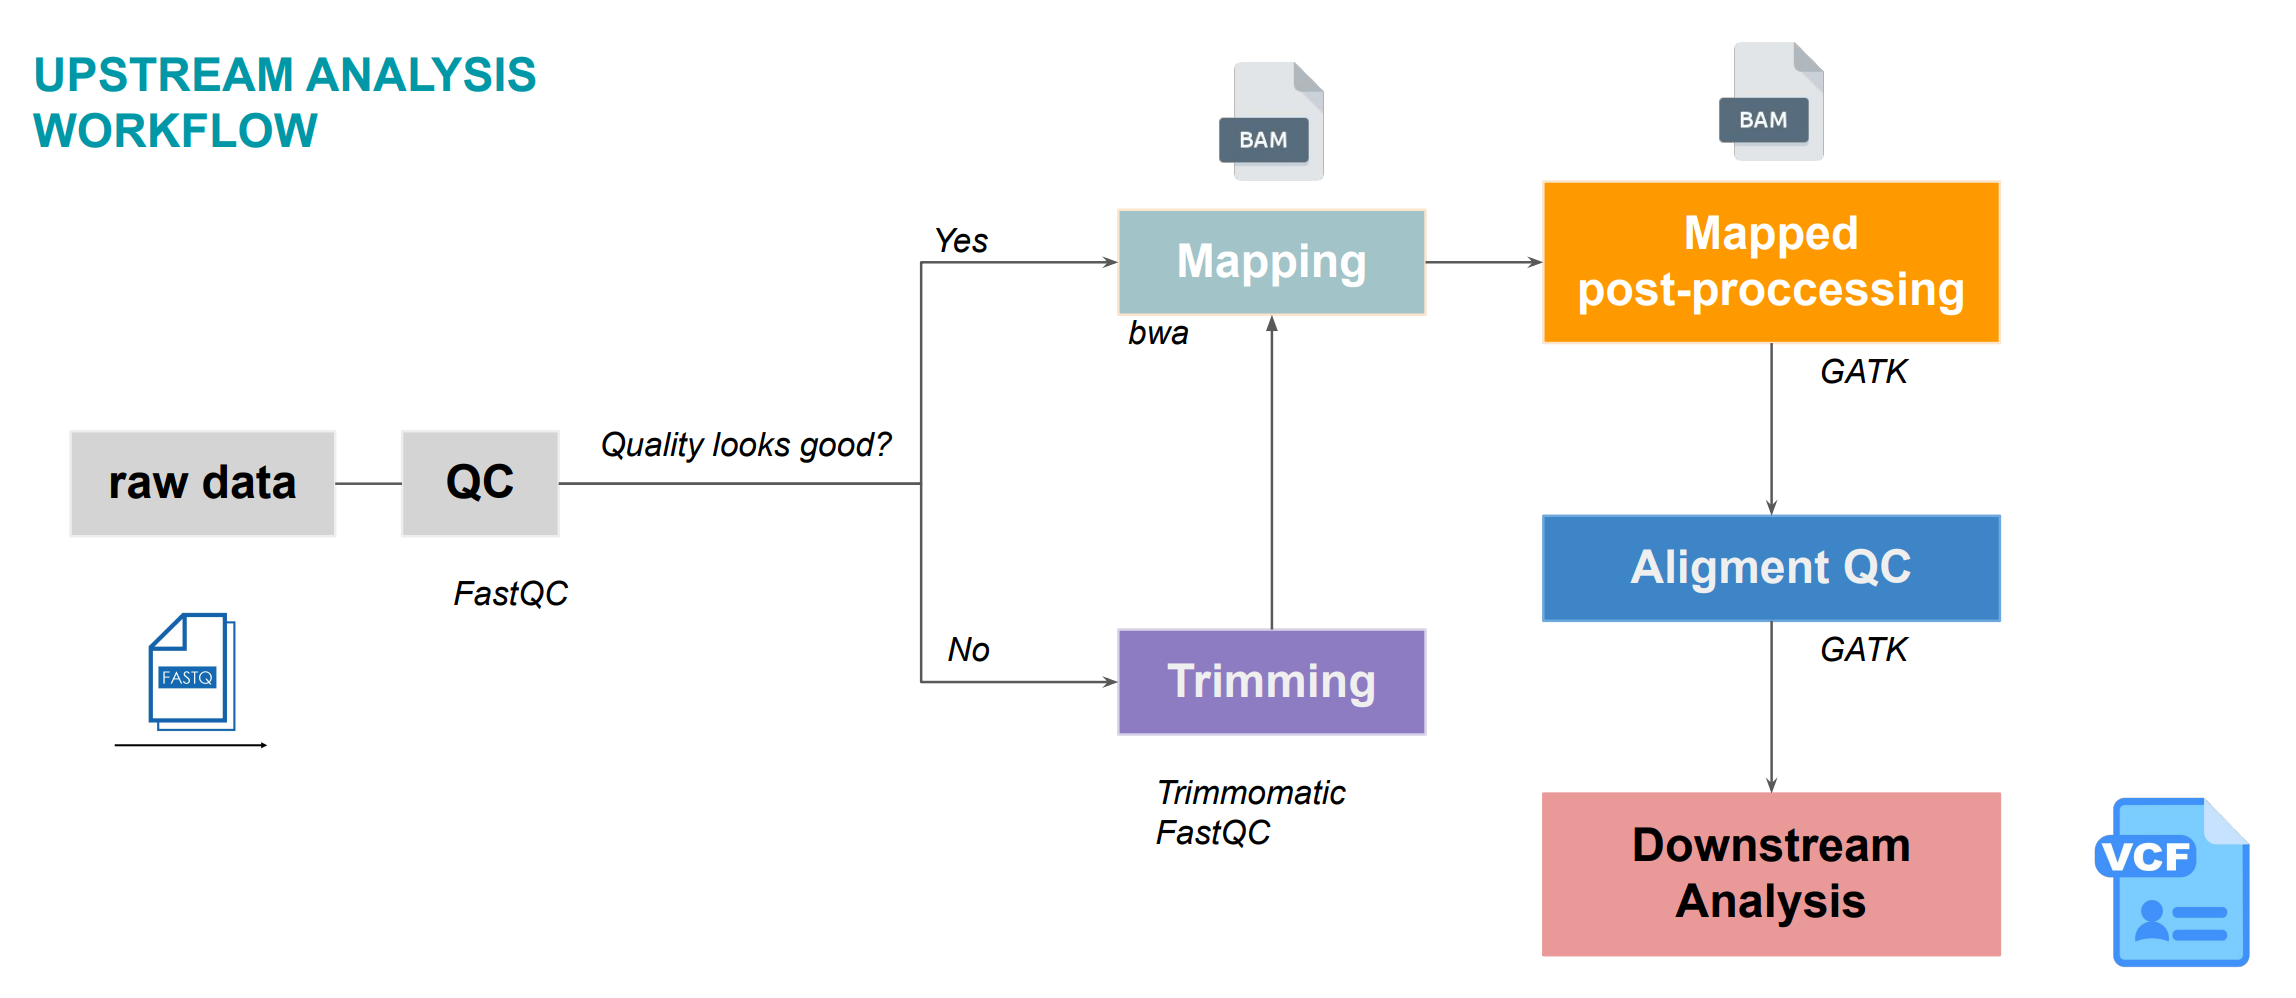 UPSTREAM ANALYSIS
WORKFLOW
BAM
BAM
Yes
Mapping
bwa
Mapped
post-proccessing
GATK
raw data
QC
Quality looks good?
FastQC
FASTQ
No
Trimming
Trimmomatic
FastQC
Aligment QC
GATK
Downstream
Analysis
VCF